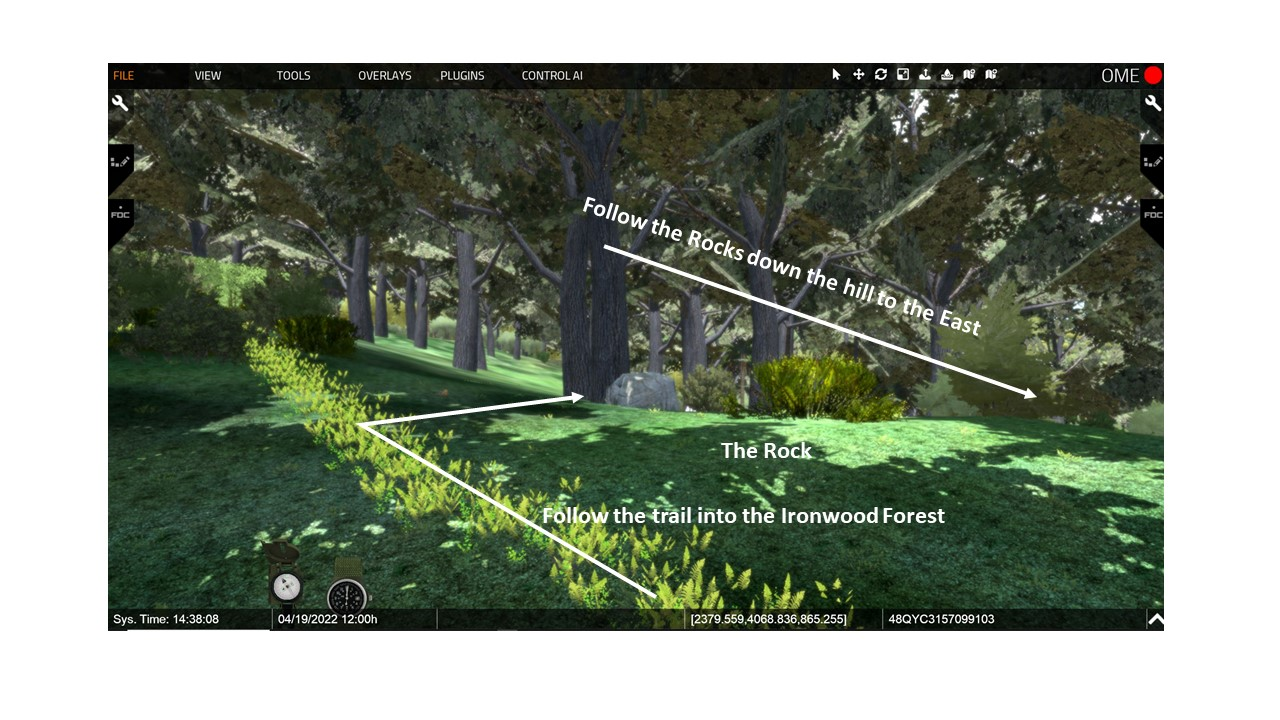 FILE VIEW TOOLS OVERLAYS PLUGINS CONTROL AI OME
FDC FDC
Follow the Rocks down the hill to the East
The Rock
Follow the trail into the Ironwood Forest
Sys. Time: 14:38:08 04/19/2022 12:00h [2379.559,4068.836,865.255] 48QYC3157099103